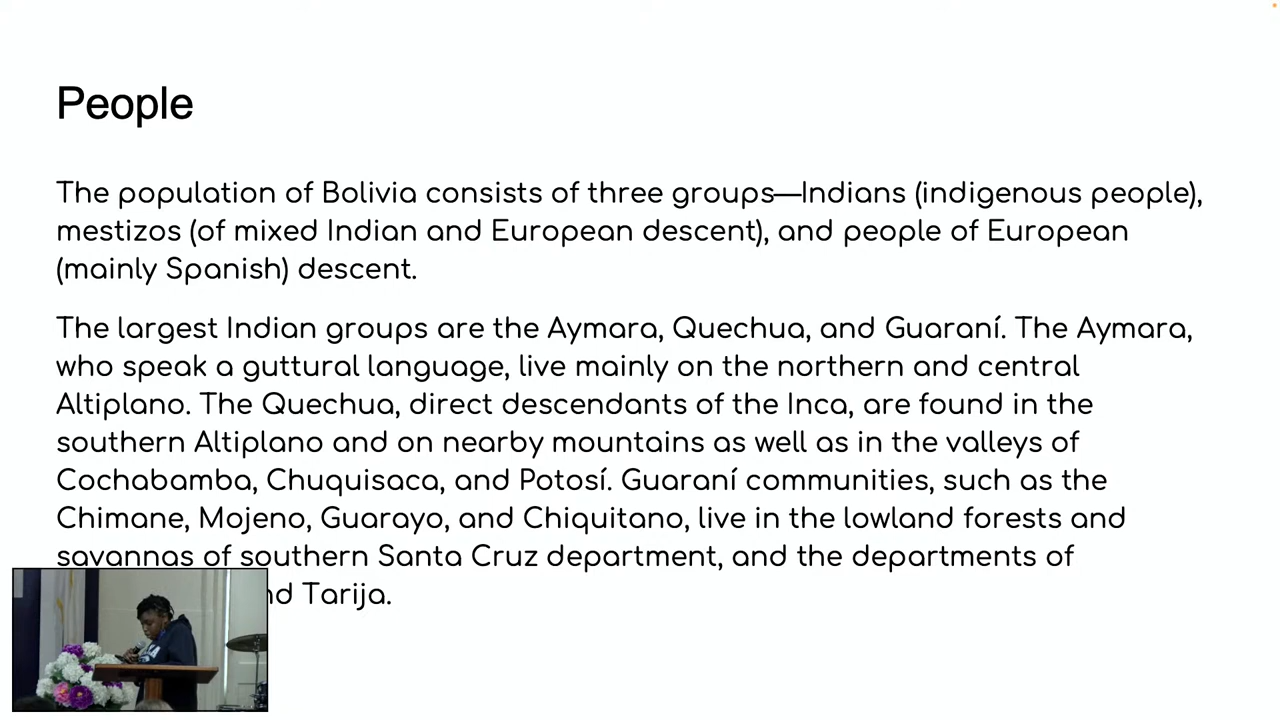 People
The population of Bolivia consists of three groups—Indians (indigenous people),
mestizos (of mixed Indian and European descent), and people of European
(mainly Spanish) descent.
The largest Indian groups are the Aymara, Quechua, and Guaraní. The Aymara,
who speak a guttural language, live mainly on the northern and central
Altiplano. The Quechua, direct descendants of the Inca, are found in the
southern Altiplano and on nearby mountains as well as in the valleys of
Cochabamba, Chuquisaca, and Potosí. Guaraní communities, such as the
Chimane, Mojeno, Guarayo, and Chiquitano, live in the lowland forests and
savannas of southern Santa Cruz department, and the departments of
Tarija.